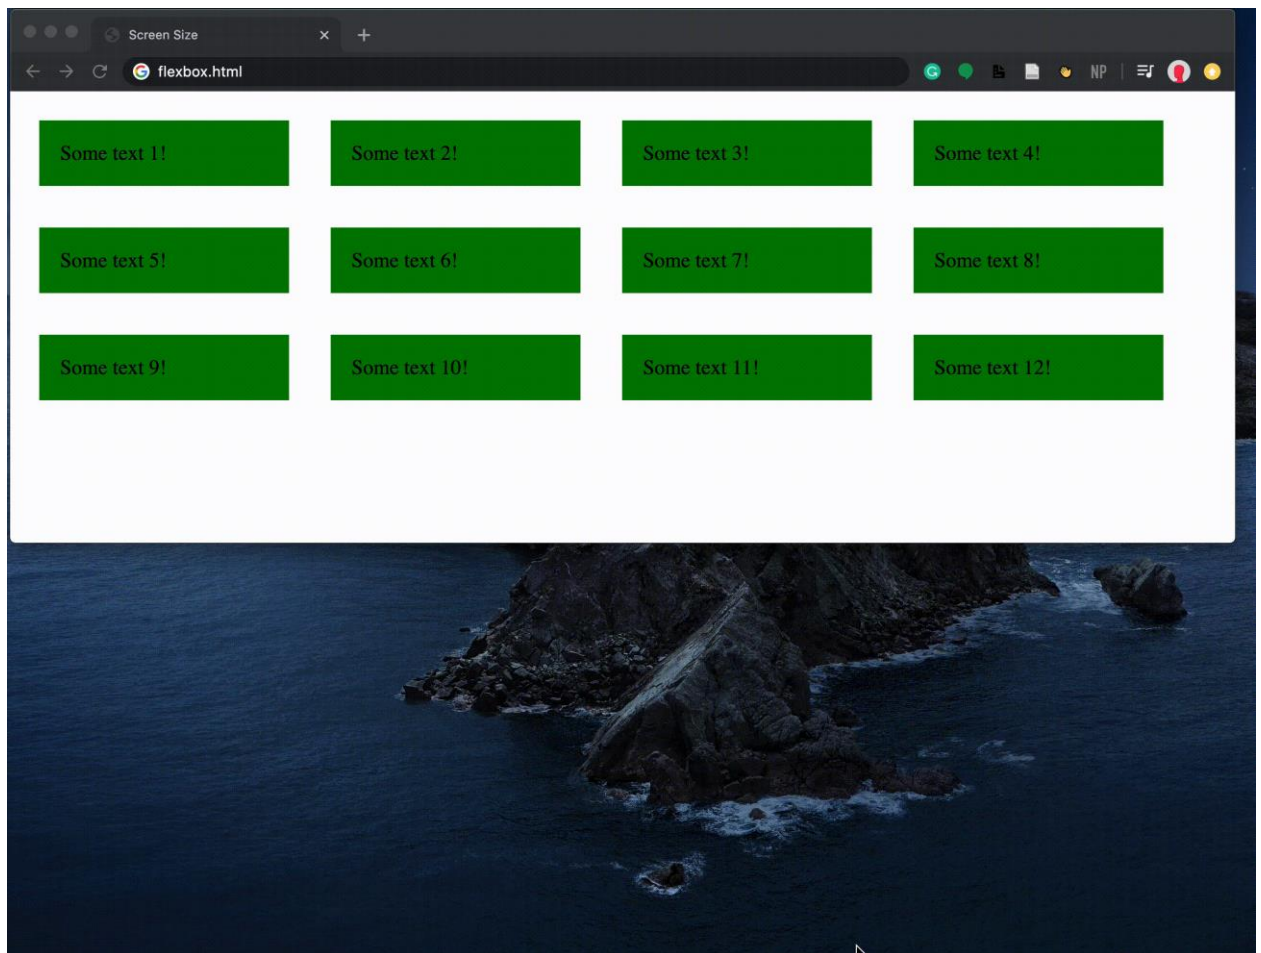 Screen Size
flexbox.html
NP
Some text 1! Some text 2! Some text 3! Some text 4!
Some text 5! Some text 6! Some text 7! Some text 8!
Some text 9! Some text 10! Some text 11! Some text 12!